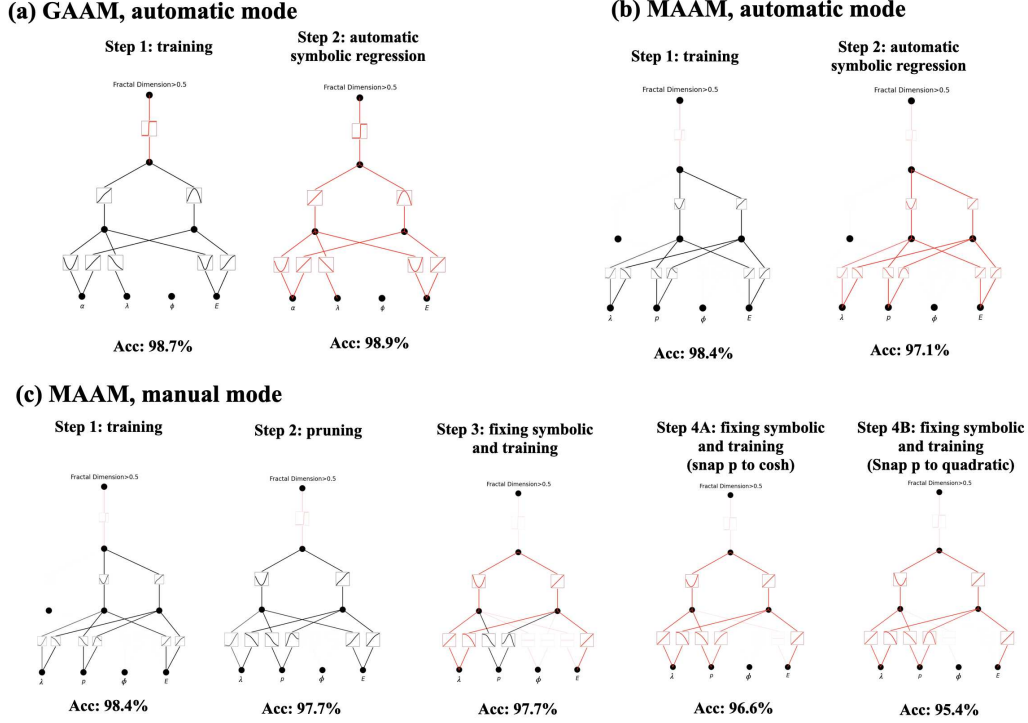 (a) GAAM, automatic mode
Step 1: training
Step 2: automatic
symbolic regression
Fractal Dimension>0.5
Fractal Dimension>0.5
α
λ
ϕ
E
α
λ
ϕ
E
Acc: 98.7%
Acc: 98.9%
(b) MAAM, automatic mode
Step 1: training
Step 2: automatic
symbolic regression
Fractal Dimension>0.5
Fractal Dimension>0.5
λ
p
ϕ
E
λ
p
ϕ
E
Acc: 98.4%
Acc: 97.1%
(c) MAAM, manual mode
Step 1: training
Fractal Dimension>0.5
λ
p
ϕ
E
Acc: 98.4%
Step 2: pruning
Fractal Dimension>0.5
λ
p
ϕ
E
Acc: 97.7%
Step 3: fixing symbolic
and training
Fractal Dimension>0.5
λ
p
ϕ
E
Acc: 97.7%
Step 4A: fixing symbolic
and training
(snap p to cosh)
Fractal Dimension>0.5
λ
p
ϕ
E
Acc: 96.6%
Step 4B: fixing symbolic
and training
(Snap p to quadratic)
Fractal Dimension>0.5
λ
p
ϕ
E
Acc: 95.4%